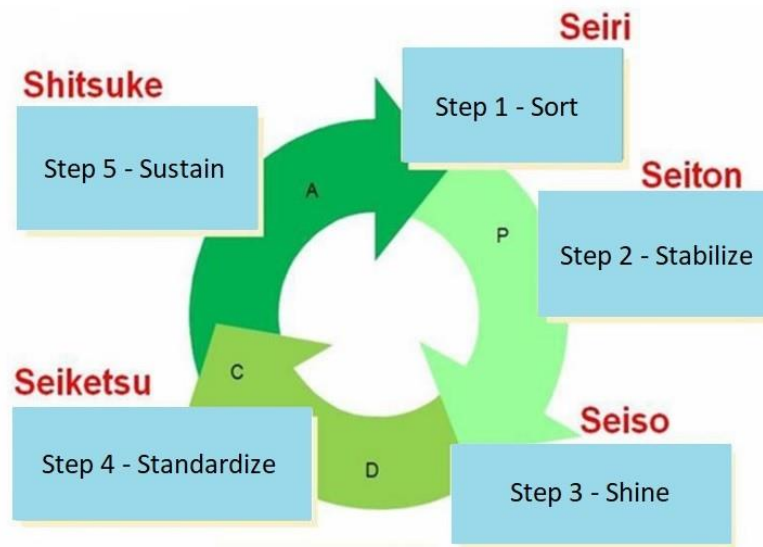 Seiri
Step 1 - Sort
Seiton
Step 2 - Stabilize
Seiso
Step 3 - Shine
Seiketsu
Step 4 - Standardize
Shitsuke
Step 5 - Sustain
P
D
C
A